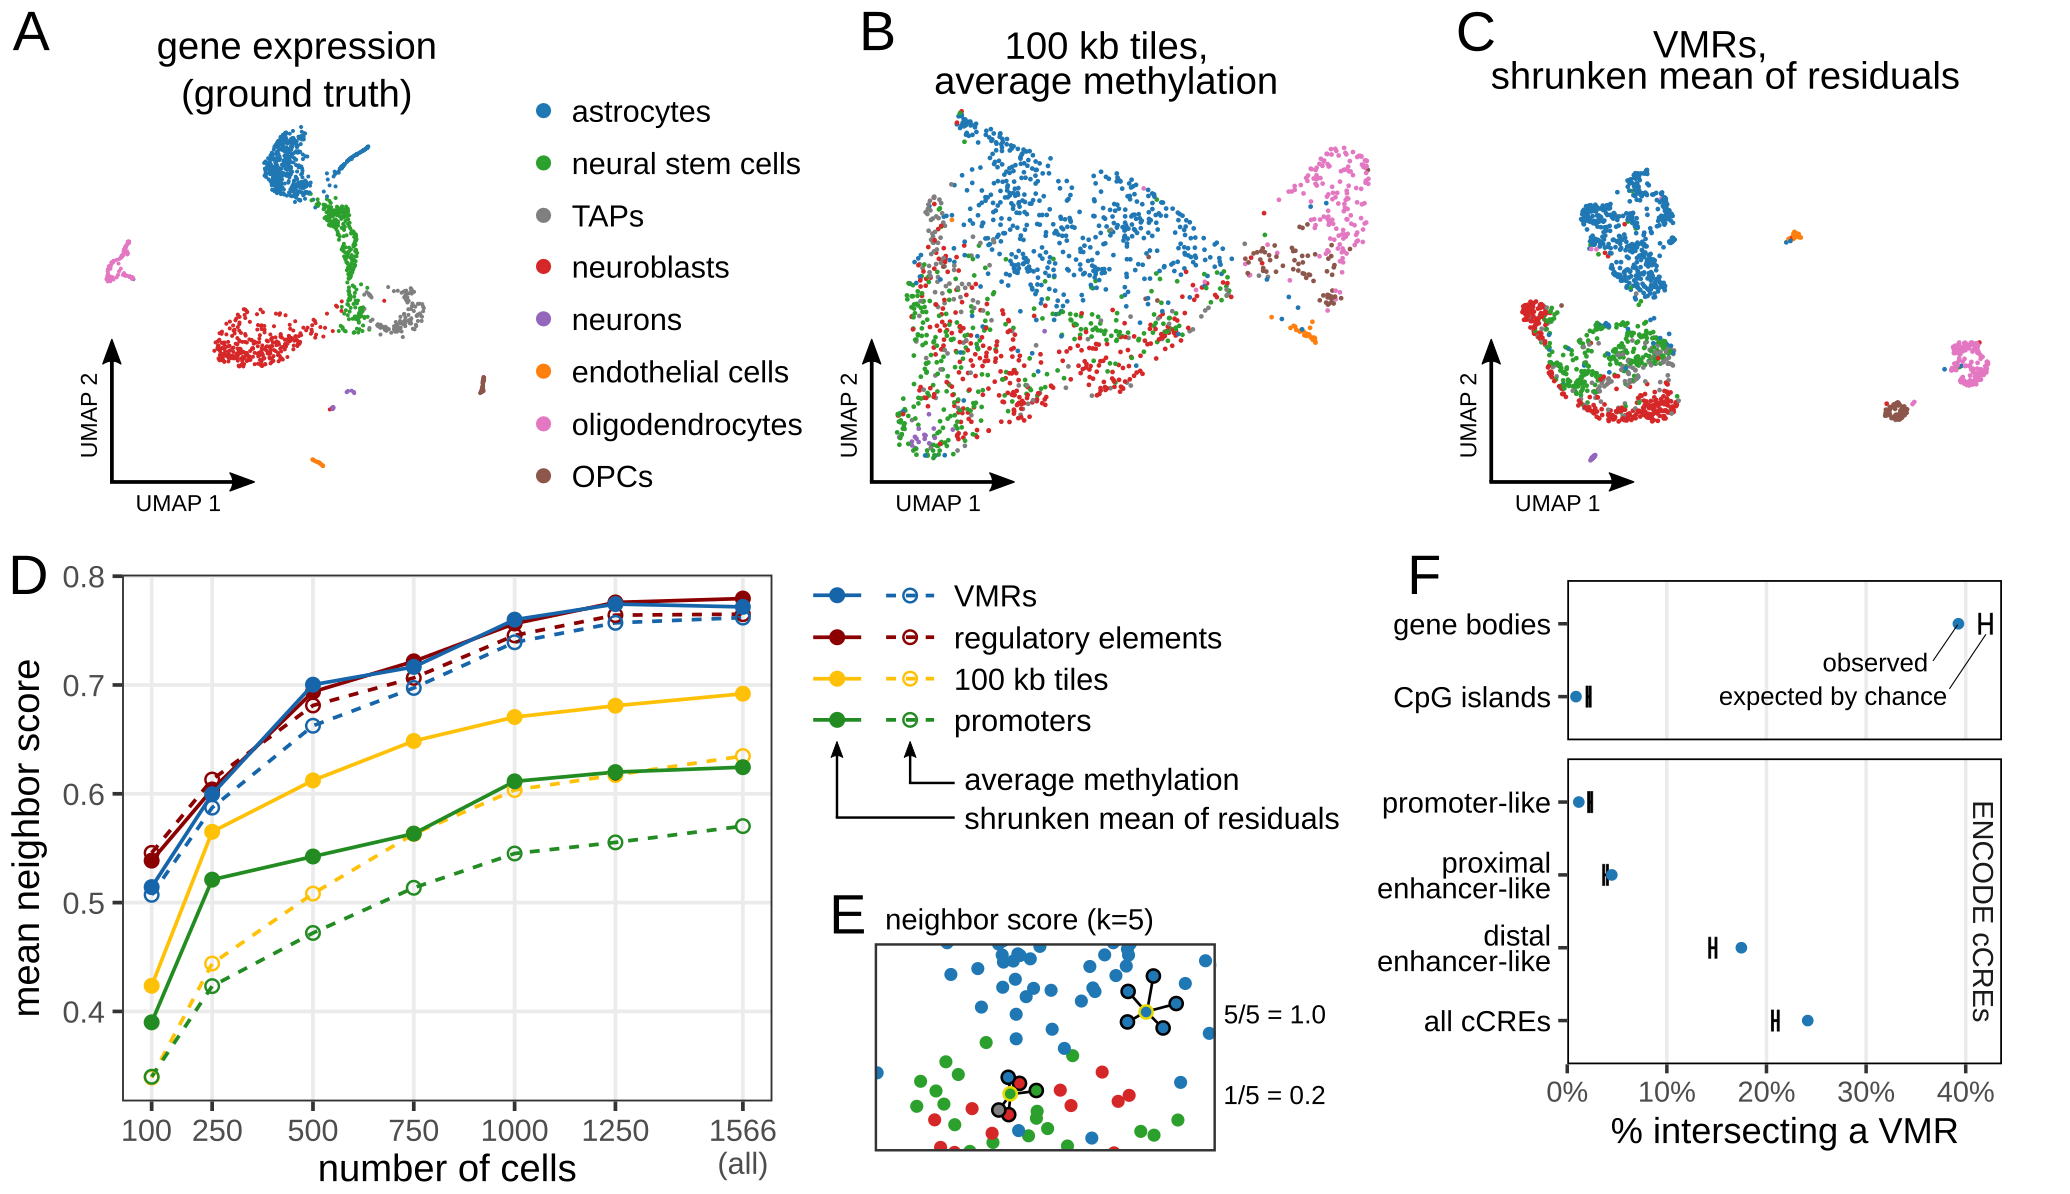 A
gene expression
(ground truth)
astrocytes
neural stem cells
TAPs
neuroblasts
neurons
endothelial cells
oligodendrocytes
OPCs
UMAP 2
UMAP 1
B
100 kb tiles,
average methylation
UMAP 2
UMAP 1
C
VMRs,
shrunken mean of residuals
UMAP 2
UMAP 1
D
mean neighbor score
0.8
0.7
0.6
0.5
0.4
100 250 500 750 1000 1250 1566
(all)
number of cells
VMRs
regulatory elements
100 kb tiles
promoters
average methylation
shrunken mean of residuals
E
neighbor score (k=5)
5/5 = 1.0
1/5 = 0.2
F
gene bodies
observed
expected by chance
CpG islands
promoter-like
proximal
enhancer-like
distal
enhancer-like
all cCREs
ENCODE cCREs
0% 10% 20% 30% 40%
% intersecting a VMR